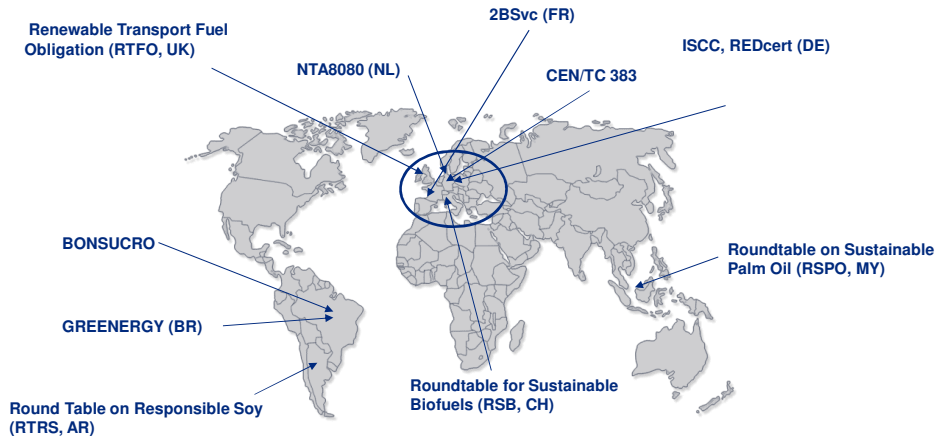 2BSvc (FR)
Renewable Transport Fuel
Obligation (RTFO, UK)
ISCC, REDcert (DE)
NTA8080 (NL)
CEN/TC 383
BONSUCRO
Roundtable on Sustainable
Palm Oil (RSPO, MY)
GREENERGY (BR)
Roundtable for Sustainable
Biofuels (RSB, CH)
Round Table on Responsible Soy
(RTRS, AR)